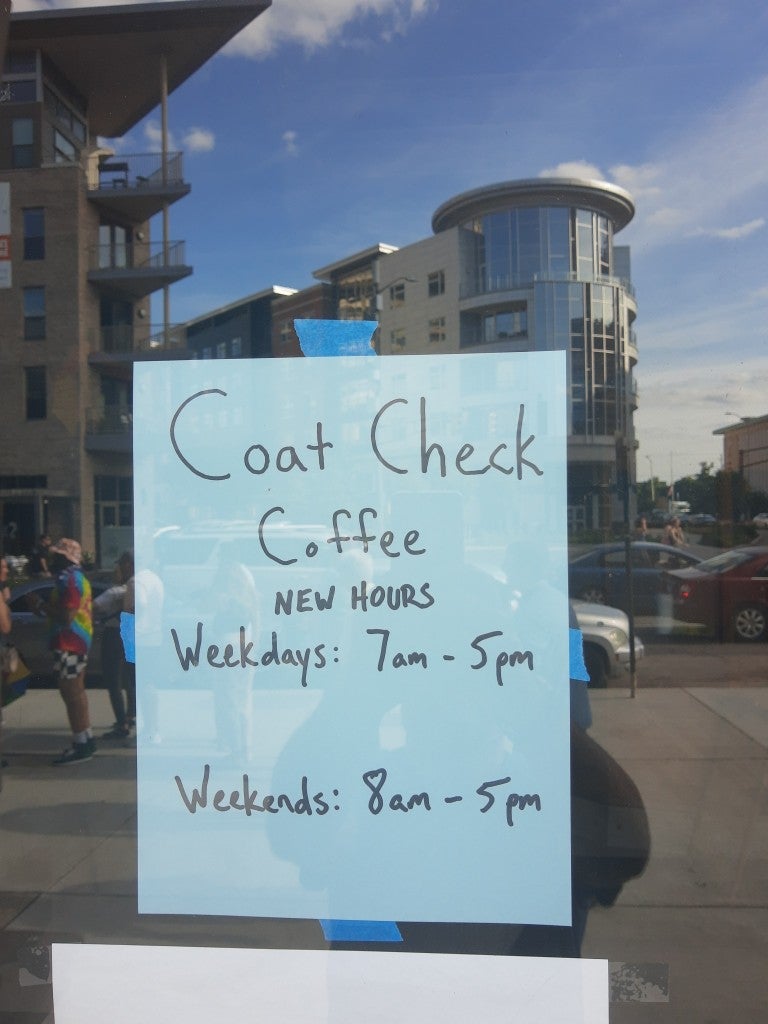 Coat Check
Coffee
NEW HOURS
Weekdays: 7am - 5pm
Weekends: 8am - 5pm